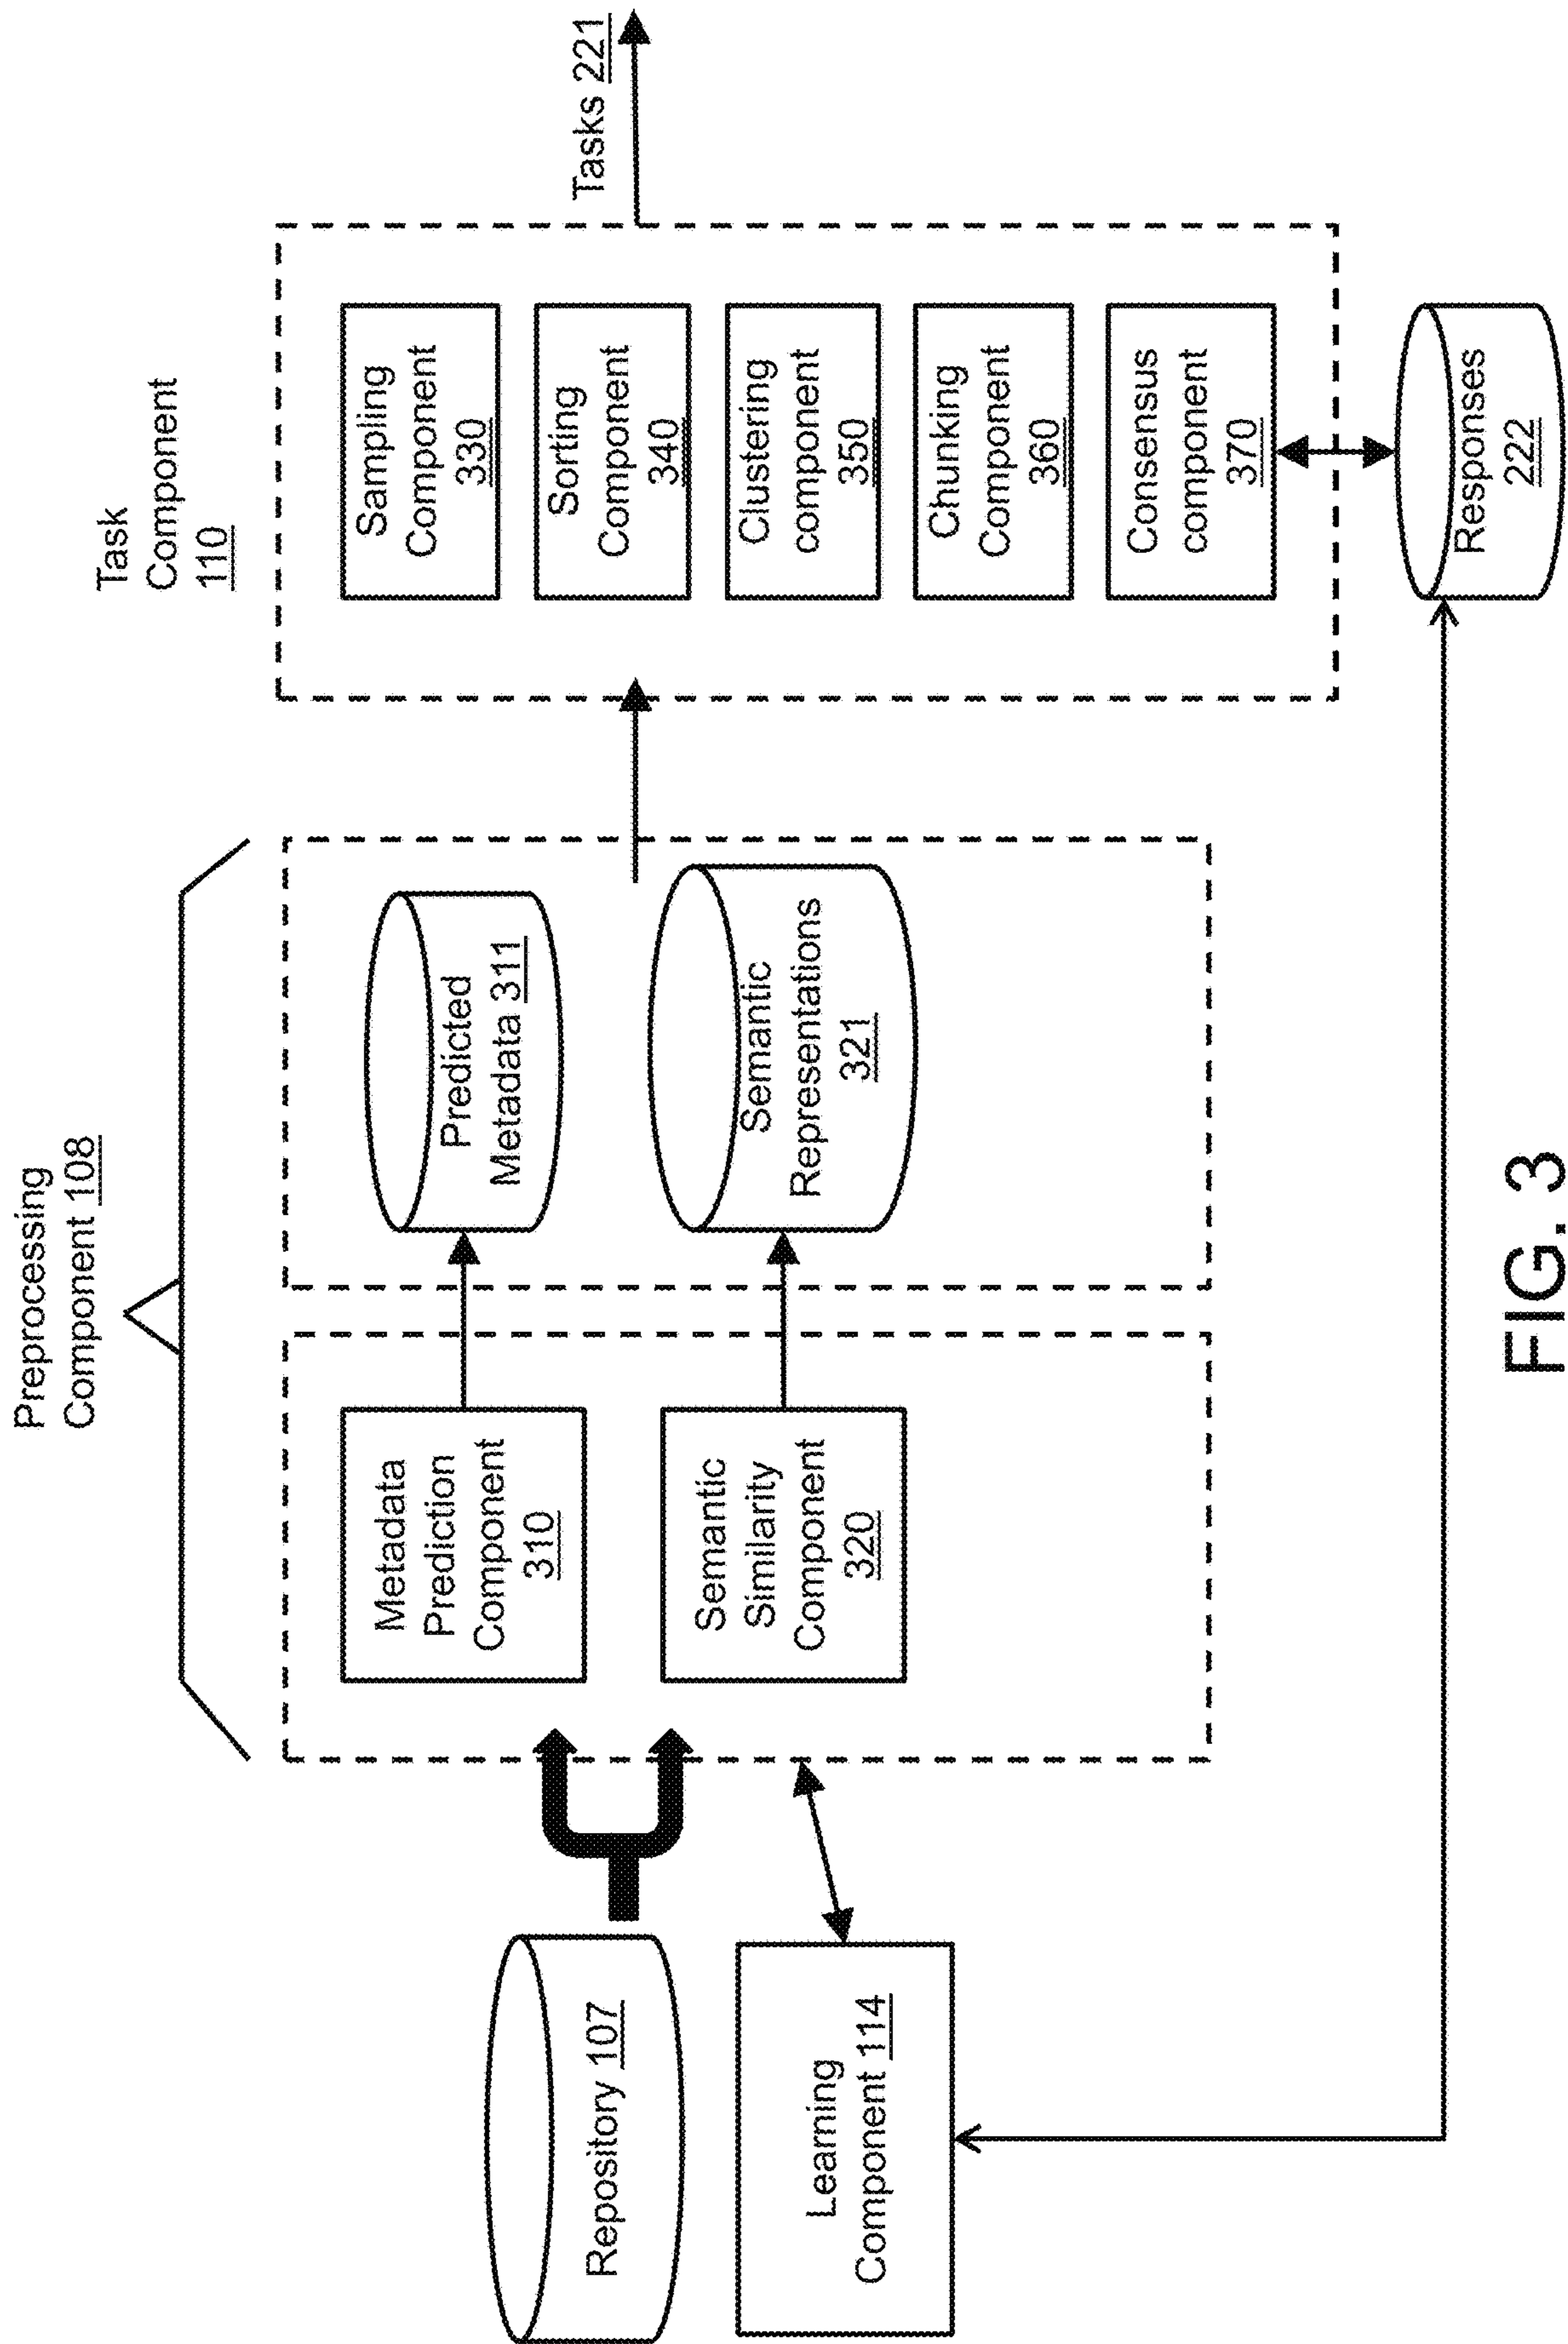 Preprocessing
Component 108
Task
Component
110
Repository 107
Learning
Component 114
Metadata
Prediction
Component
310
Semantic
Similarity
Component
320
Predicted
Metadata 311
Semantic
Representations
321
Sampling
Component
330
Sorting
Component
340
Clustering
component
350
Chunking
Component
360
Consensus
component
370
Tasks 221
Responses
222
FIG. 3